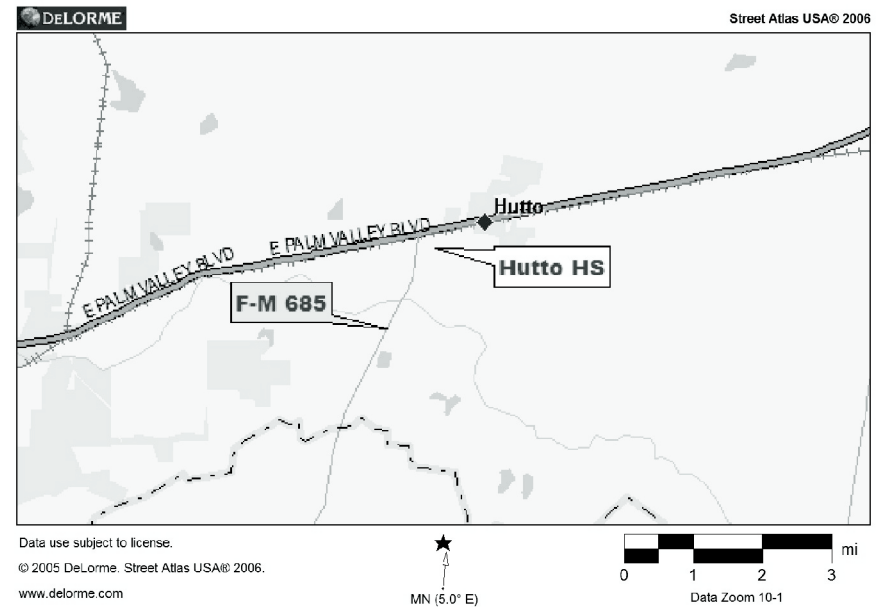 DELORME
Street Atlas USA® 2006
Hutto
E PALM VALLEY BLVD
E PALM VALLEY BLVD
Hutto HS
F-M 685
Data use subject to license.
© 2005 DeLorme. Street Atlas USA® 2006.
www.delorme.com
MN (5.0° E)
mi
0 1 2 3
Data Zoom 10-1